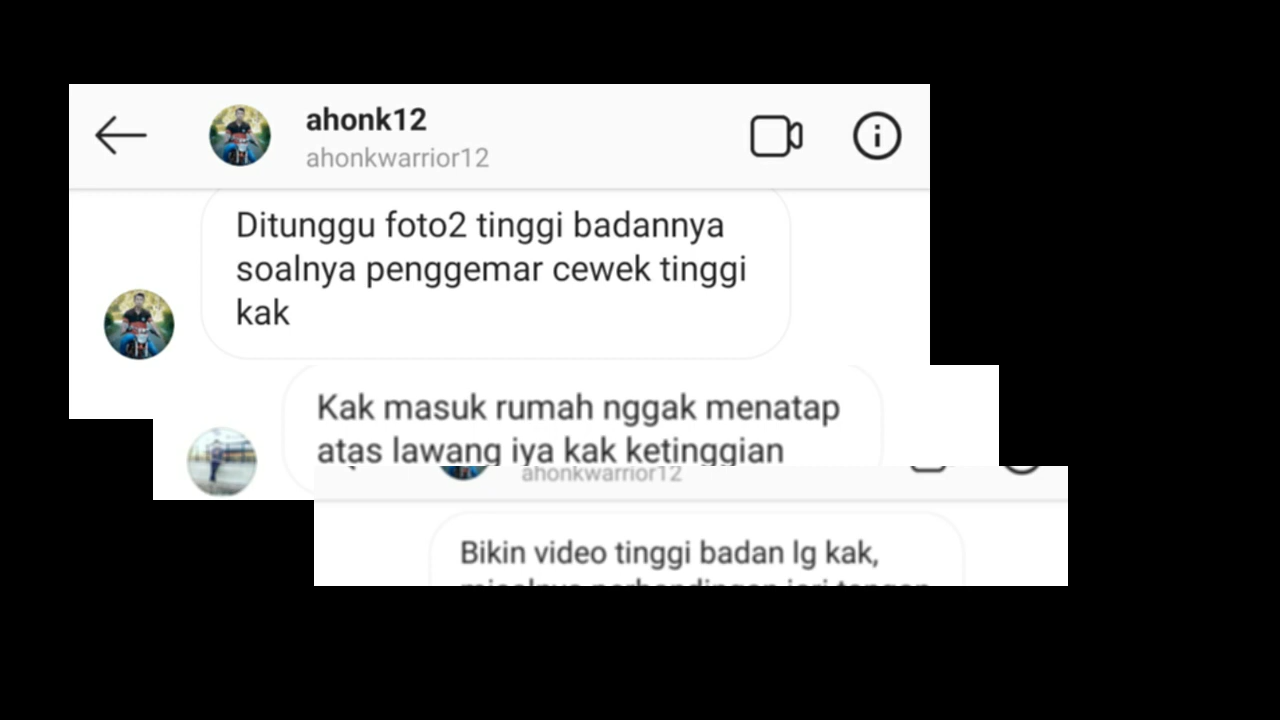 ahonk12
ahonkwarrior12
Ditunggu foto2 tinggi badannya
soalnya penggemar cewek tinggi
kak
Kak masuk rumah nggak menatap
atas lawang iya kak ketinggian
ahonkwarrior12
Bikin video tinggi badan lg kak,